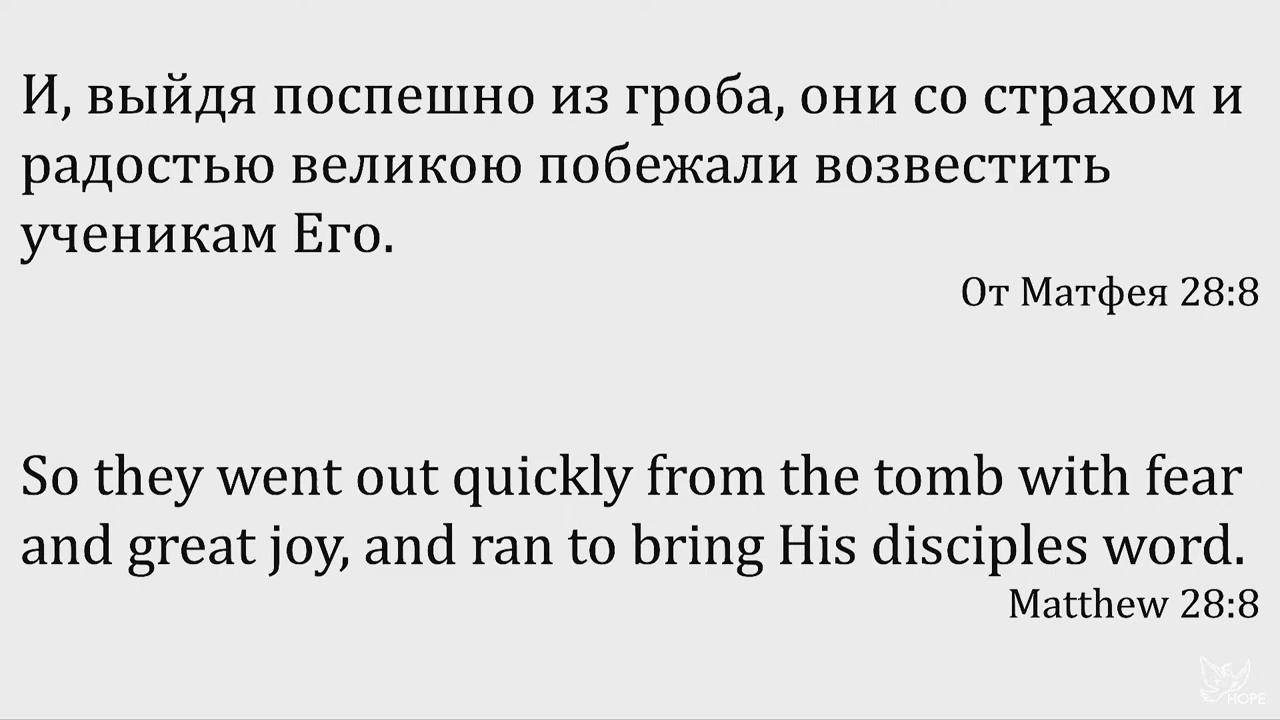 И, выйдя поспешно из гроба, они со страхом и
радостью великою побежали возвестить
ученикам Его.
От Матфея 28:8
So they went out quickly from the tomb with fear
and great joy, and ran to bring His disciples word.
Matthew 28:8
HOPE